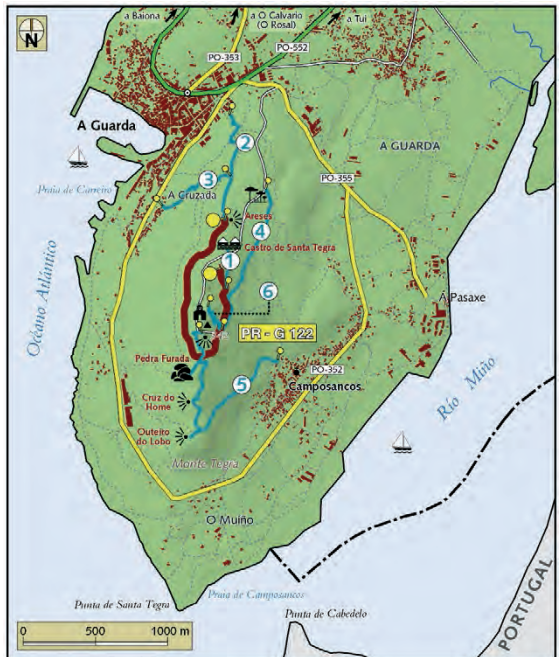 N
a Baiona
a O Calvario
(O Rosal)
a Tui
PO-353
PO-552
A Guarda
A GUARDA
2
Praia de Carreiro
3
A Cruzada
PO-355
Areses
4
Castro de Santa Tegra
1
6
Océano Atlántico
A Pasaxe
PR - G 122
Pedra Furada
PO-352
Camposancos
Río Miño
5
Cruz do
Home
Outeiro
do Lobo
Monte Tegra
O Muiño
Praia de Camposancos
Punta de Santa Tegra
Punta de Cabedelo
PORTUGAL
0 500 1000 m